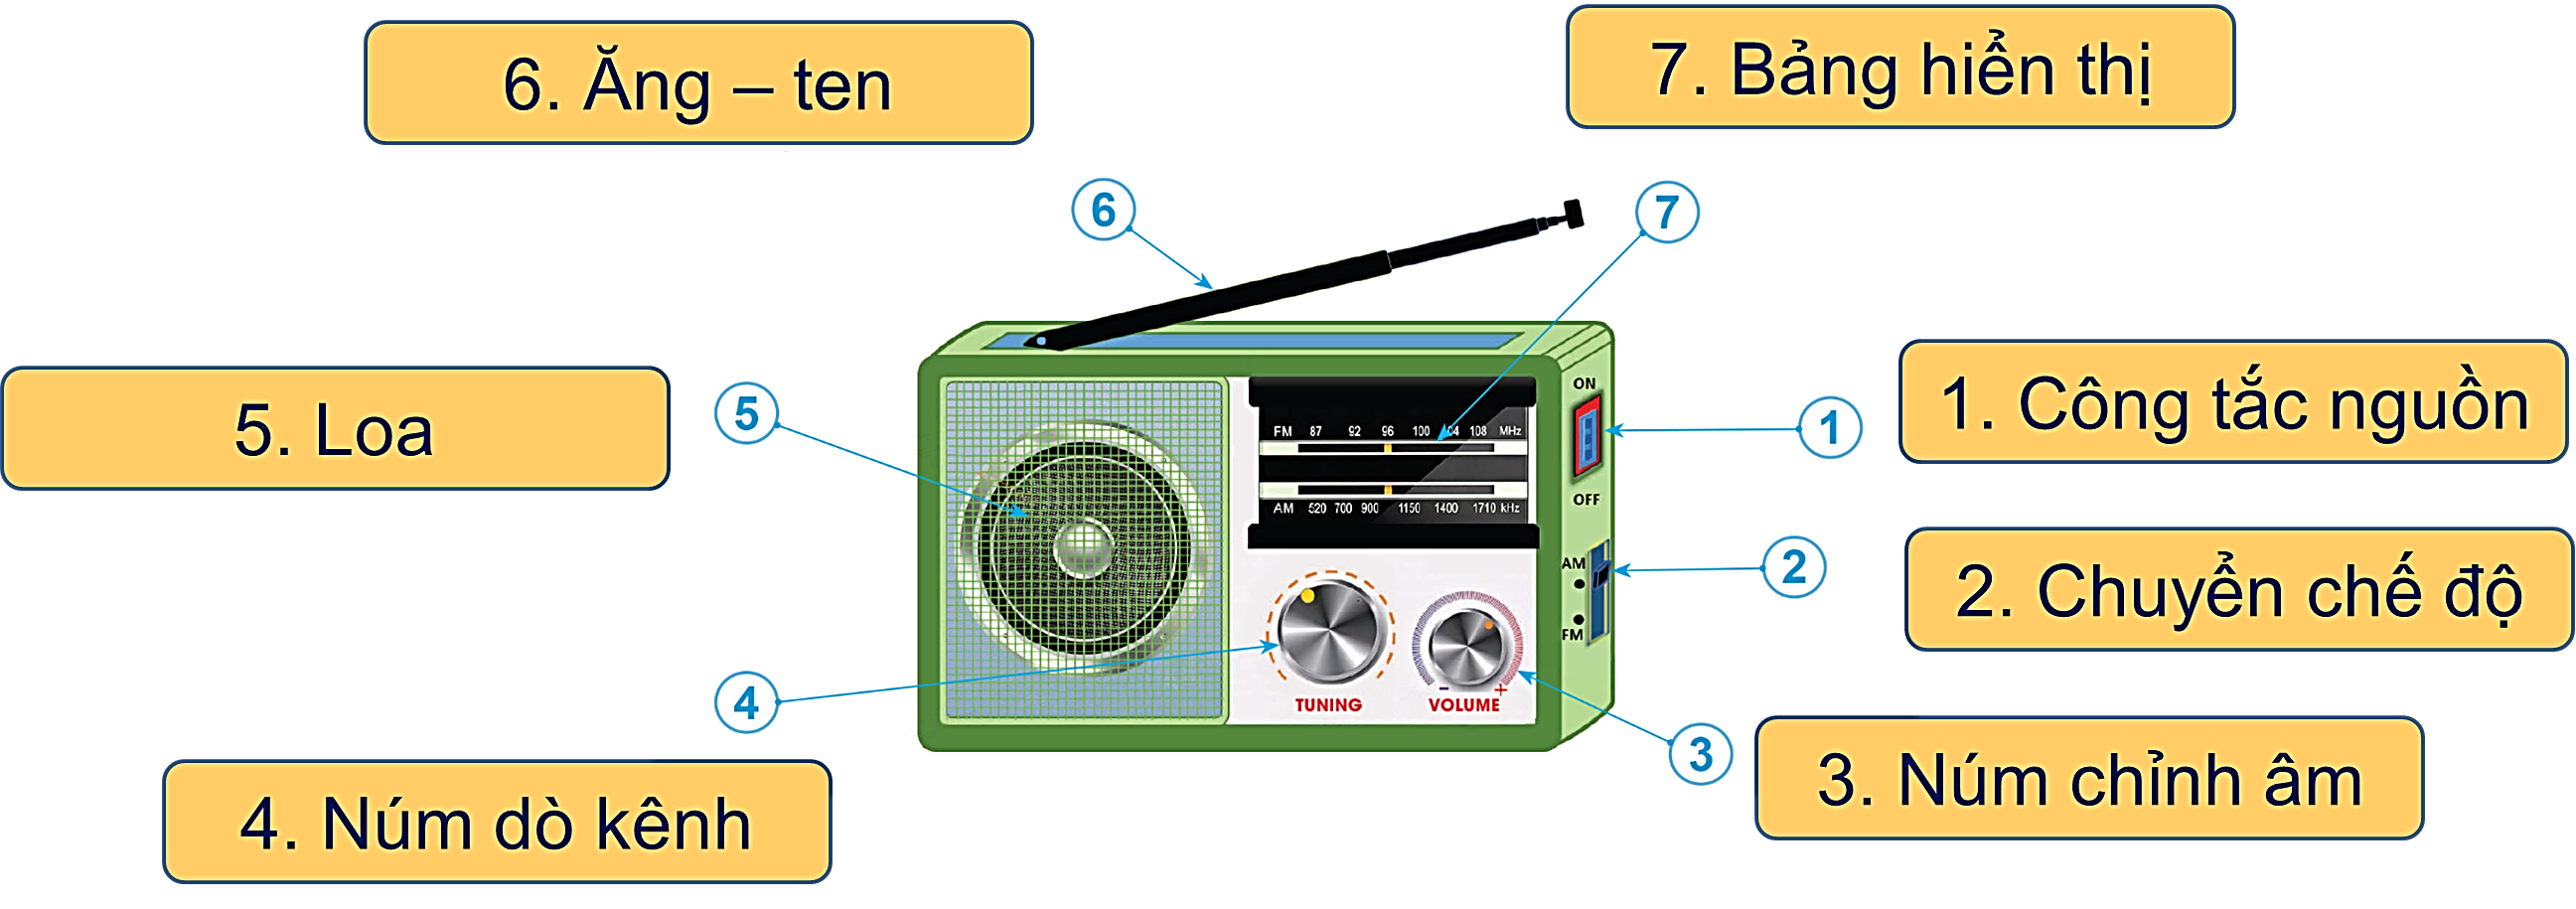 6. Ăng – ten
7. Bảng hiển thị
6
7
5. Loa
5
1. Công tắc nguồn
1
ON
OFF
FM 87 92 96 100 104 108 MHz
AM 520 700 900 1150 1400 1710 kHz
2. Chuyển chế độ
2
AM
FM
4
TUNING
- +
VOLUME
3
3. Núm chỉnh âm
4. Núm dò kênh